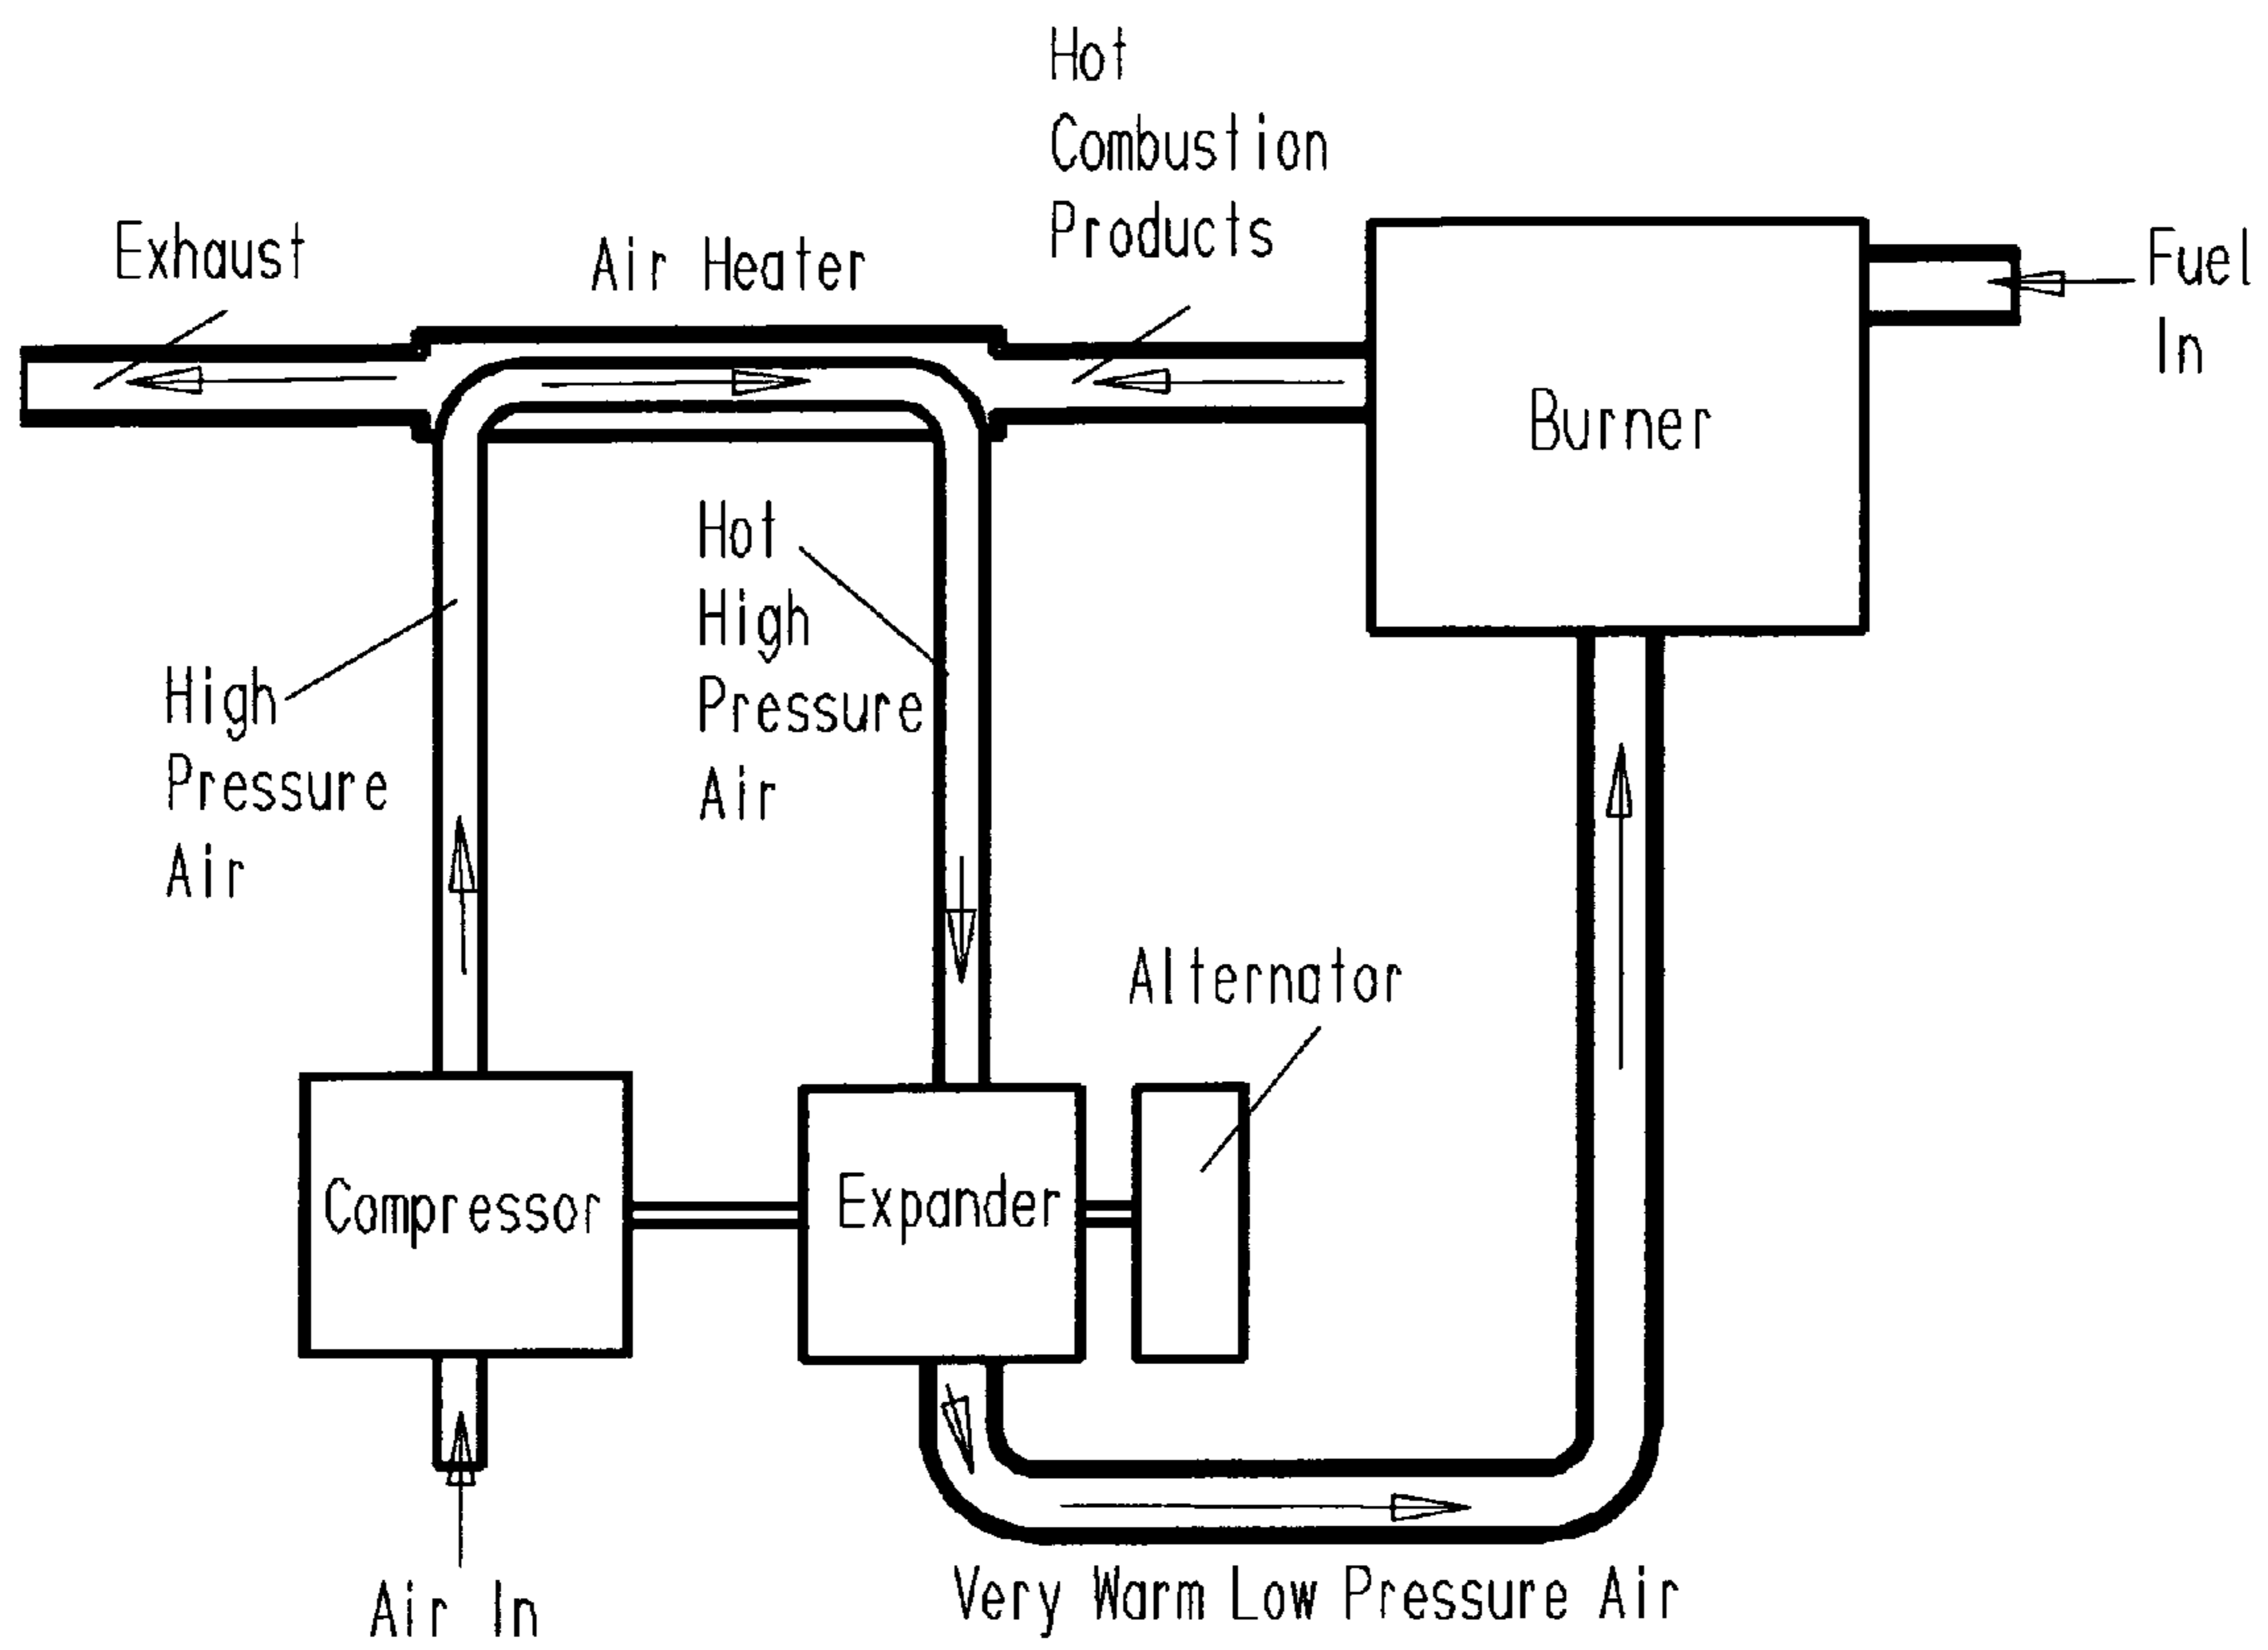 Hot
Combustion
Products
Exhaust
Air Heater
Fuel
In
Burner
Hot
High
Pressure
Air
High
Pressure
Air
Alternator
Compressor
Expander
Air In
Very Warm Low Pressure Air